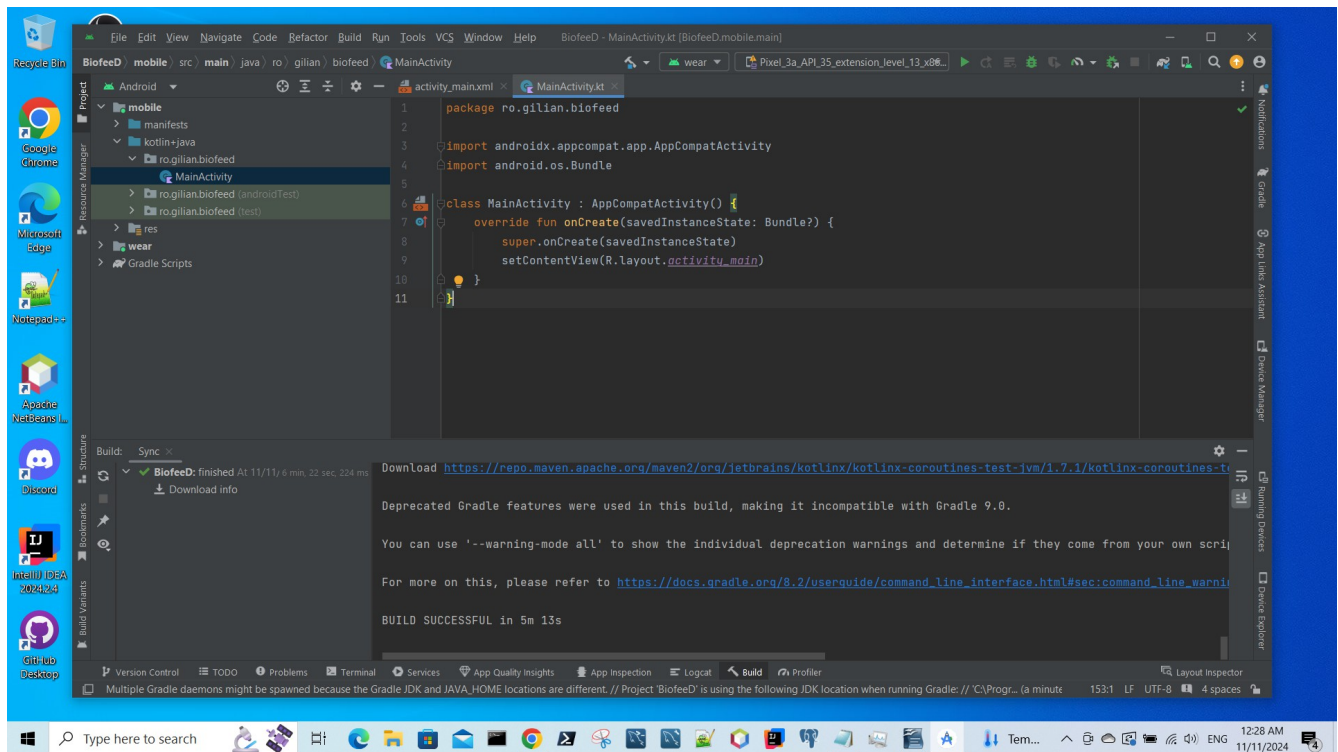 File Edit View Navigate Code Refactor Build Run Tools VCS Window Help BiofeeD - MainActivity.kt [BiofeeD.mobile.main]
BiofeeD mobile src main java ro gilian biofeed MainActivity wear Pixel_3a_API_35_extension_level_13_x86...
Recycle Bin
Google Chrome
Microsoft Edge
Notepad++
Apache NetBeans I...
Discord
IntelliJ IDEA 2024.2.4
GitHub Desktop
Project
Resource Manager
Structure
Bookmarks
Build Variants
Android
mobile
manifests
kotlin+java
ro.gilian.biofeed
MainActivity
ro.gilian.biofeed (androidTest)
ro.gilian.biofeed (test)
res
wear
Gradle Scripts
activity_main.xml MainActivity.kt
1 package ro.gilian.biofeed
2
3 import androidx.appcompat.app.AppCompatActivity
4 import android.os.Bundle
5
6 class MainActivity : AppCompatActivity() {
7 override fun onCreate(savedInstanceState: Bundle?) {
8 super.onCreate(savedInstanceState)
9 setContentView(R.layout.activity_main)
10 }
11 }
Notifications
Gradle
App Links Assistant
Device Manager
Running Devices
Device Explorer
Build: Sync
BiofeeD: finished At 11/11/ 6 min, 22 sec, 224 ms
Download info
Download https://repo.maven.apache.org/maven2/org/jetbrains/kotlinx/kotlinx-coroutines-test-jvm/1.7.1/kotlinx-coroutines-te
Deprecated Gradle features were used in this build, making it incompatible with Gradle 9.0.
You can use '--warning-mode all' to show the individual deprecation warnings and determine if they come from your own scrip
For more on this, please refer to https://docs.gradle.org/8.2/userguide/command_line_interface.html#sec:command_line_warnin
BUILD SUCCESSFUL in 5m 13s
Version Control TODO Problems Terminal Services App Quality Insights App Inspection Logcat Build Profiler Layout Inspector
Multiple Gradle daemons might be spawned because the Gradle JDK and JAVA_HOME locations are different. // Project 'BiofeeD' is using the following JDK location when running Gradle: // 'C:\Progr... (a minute 153:1 LF UTF-8 4 spaces
Type here to search Tem... ENG 12:28 AM
11/11/2024 4